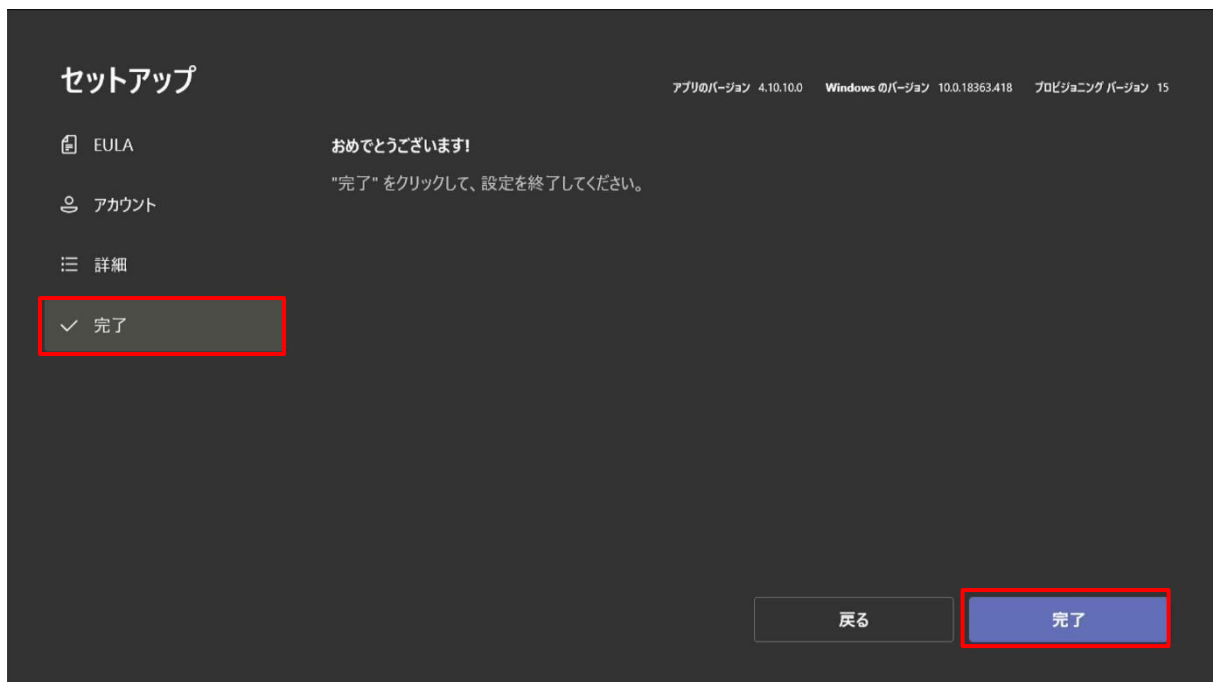 セットアップ
アプリのバージョン 4.10.10.0 Windows のバージョン 10.0.18363.418 プロビジョニング バージョン 15
EULA
アカウント
詳細
完了
おめでとうございます!
"完了" をクリックして、設定を終了してください。
戻る
完了